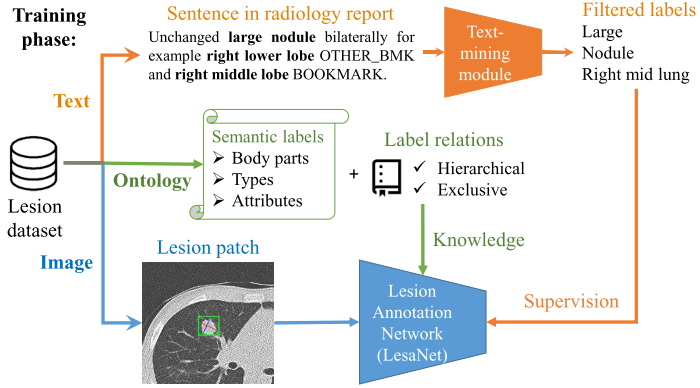 Training phase:
Sentence in radiology report
Unchanged large nodule bilaterally for
example right lower lobe OTHER_BMK
and right middle lobe BOOKMARK.
Text-
mining
module
Filtered labels
Large
Nodule
Right mid lung
Text
Lesion
dataset
Ontology
Semantic labels
➢ Body parts
➢ Types
➢ Attributes
+
Label relations
✓ Hierarchical
✓ Exclusive
Knowledge
Image
Lesion patch
Lesion
Annotation
Network
(LesaNet)
Supervision